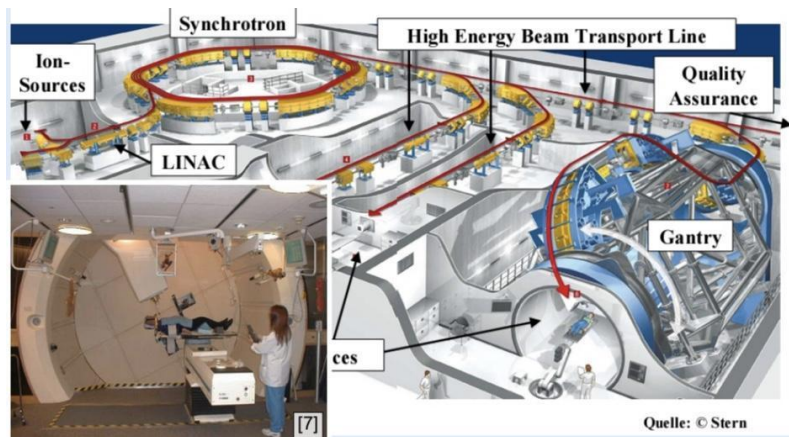 Synchrotron
High Energy Beam Transport Line
Ion-
Sources
Quality
Assurance
LINAC
Gantry
ces
[7]
Quelle: © Stern